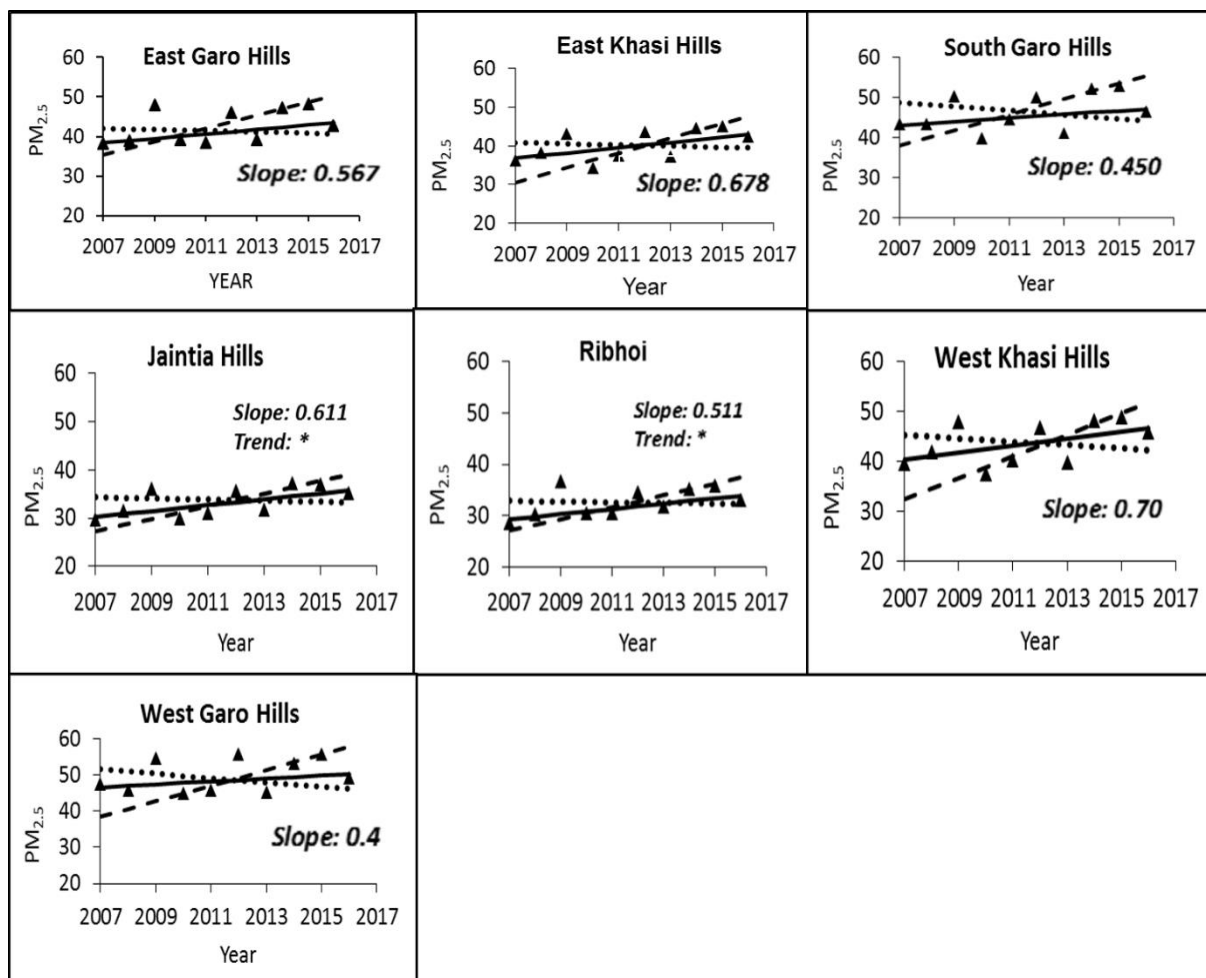 East Garo Hills
60
50
40
30
20
PM2.5
Slope: 0.567
2007 2009 2011 2013 2015 2017
YEAR
East Khasi Hills
60
50
40
30
20
PM2.5
Slope: 0.678
2007 2009 2011 2013 2015 2017
Year
South Garo Hills
60
50
40
30
20
PM2.5
Slope: 0.450
2007 2009 2011 2013 2015 2017
Year
Jaintia Hills
60
50
40
30
20
PM2.5
Slope: 0.611
Trend: *
2007 2009 2011 2013 2015 2017
Year
Ribhoi
60
50
40
30
20
PM2.5
Slope: 0.511
Trend: *
2007 2009 2011 2013 2015 2017
Year
West Khasi Hills
60
50
40
30
20
PM2.5
Slope: 0.70
2007 2009 2011 2013 2015 2017
Year
West Garo Hills
60
50
40
30
20
PM2.5
Slope: 0.4
2007 2009 2011 2013 2015 2017
Year